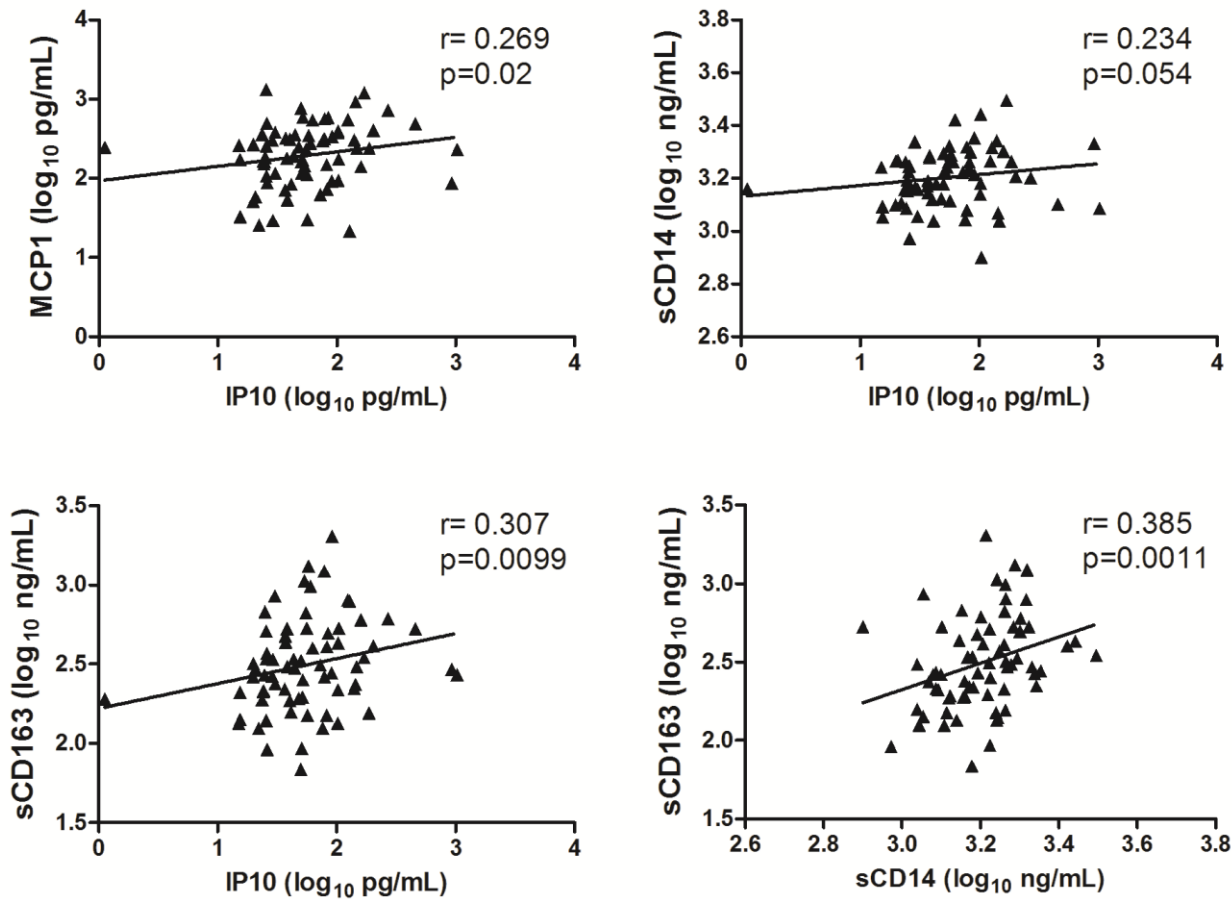 r= 0.269
p=0.02
MCP1 (log₁₀ pg/mL)
4
3
2
1
0
0 1 2 3 4
IP10 (log₁₀ pg/mL)
r= 0.234
p=0.054
sCD14 (log₁₀ ng/mL)
3.8
3.6
3.4
3.2
3.0
2.8
2.6
0 1 2 3 4
IP10 (log₁₀ pg/mL)
r= 0.307
p=0.0099
sCD163 (log₁₀ ng/mL)
3.5
3.0
2.5
2.0
1.5
0 1 2 3 4
IP10 (log₁₀ pg/mL)
r= 0.385
p=0.0011
sCD163 (log₁₀ ng/mL)
3.5
3.0
2.5
2.0
1.5
2.6 2.8 3.0 3.2 3.4 3.6 3.8
sCD14 (log₁₀ ng/mL)